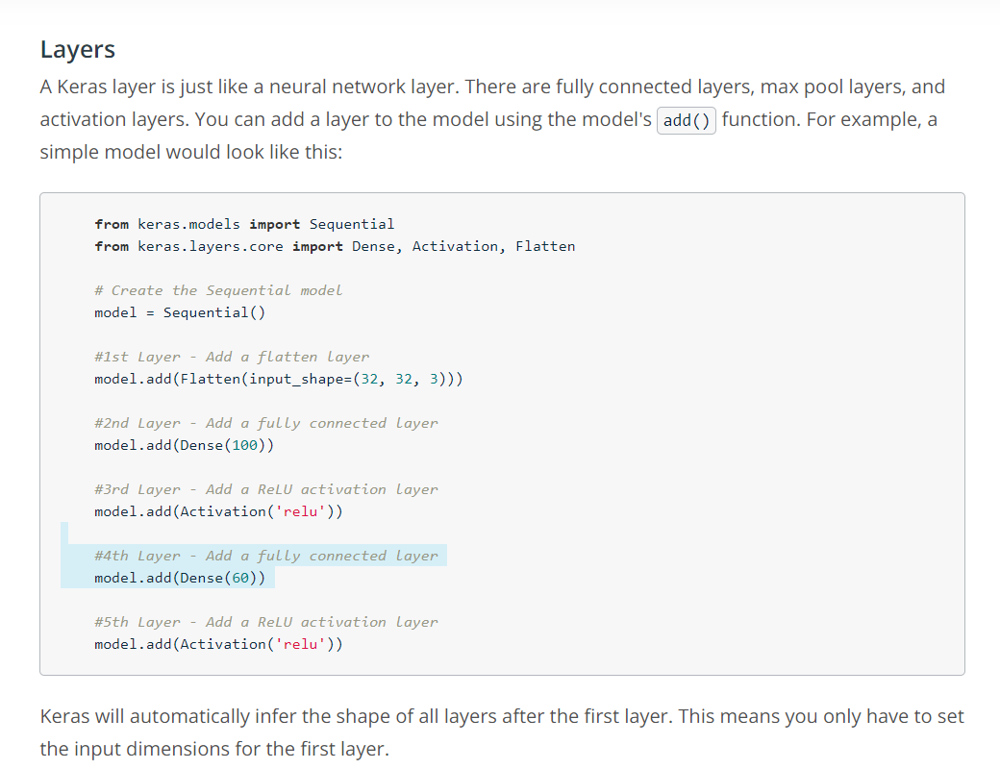 Layers
A Keras layer is just like a neural network layer. There are fully connected layers, max pool layers, and
activation layers. You can add a layer to the model using the model's add() function. For example, a
simple model would look like this:
from keras.models import Sequential
from keras.layers.core import Dense, Activation, Flatten
# Create the Sequential model
model = Sequential()
#1st Layer - Add a flatten layer
model.add(Flatten(input_shape=(32, 32, 3)))
#2nd Layer - Add a fully connected layer
model.add(Dense(100))
#3rd Layer - Add a ReLU activation layer
model.add(Activation('relu'))
#4th Layer - Add a fully connected layer
model.add(Dense(60))
#5th Layer - Add a ReLU activation layer
model.add(Activation('relu'))
Keras will automatically infer the shape of all layers after the first layer. This means you only have to set
the input dimensions for the first layer.